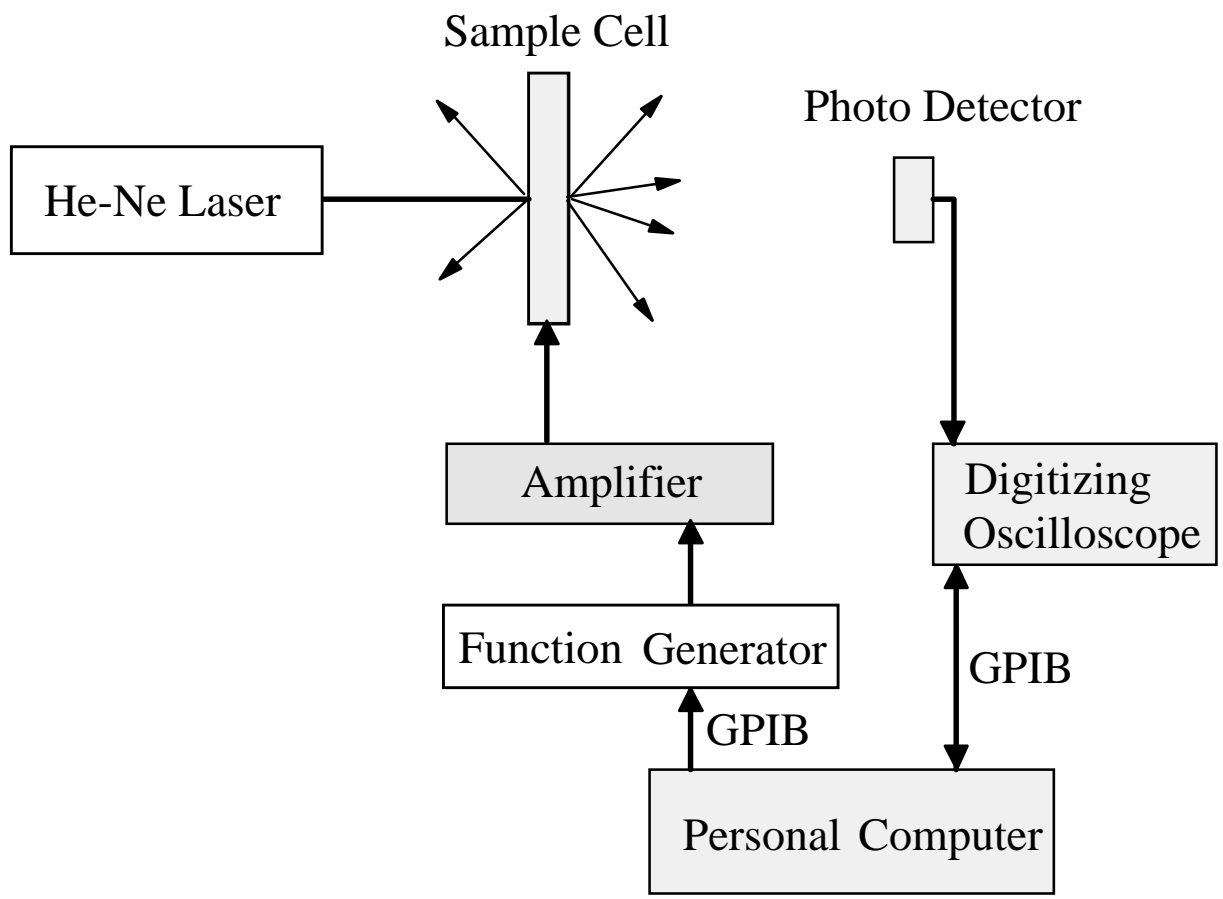 Sample Cell
Photo Detector
He-Ne Laser
Amplifier
Digitizing
Oscilloscope
Function Generator
GPIB
GPIB
Personal Computer